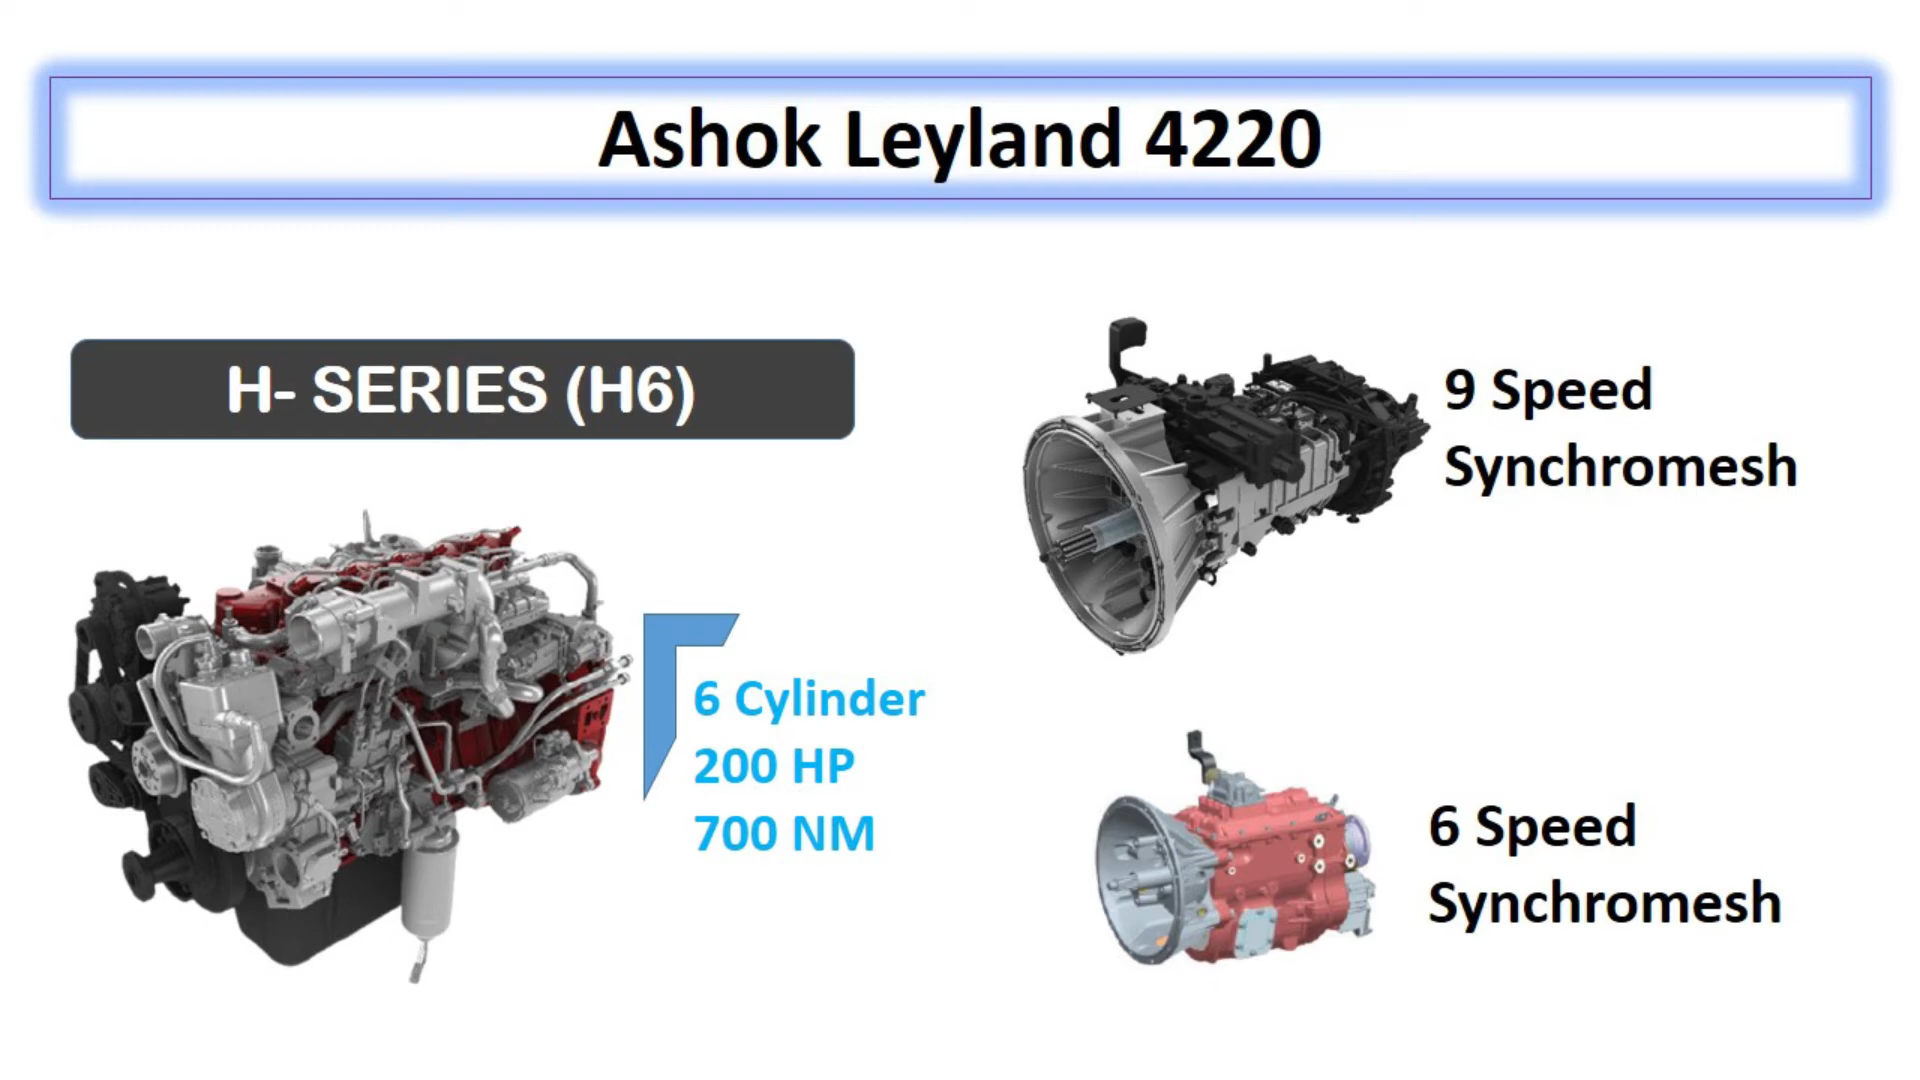 Ashok Leyland 4220
H- SERIES (H6)
6 Cylinder
200 HP
700 NM
9 Speed
Synchromesh
6 Speed
Synchromesh